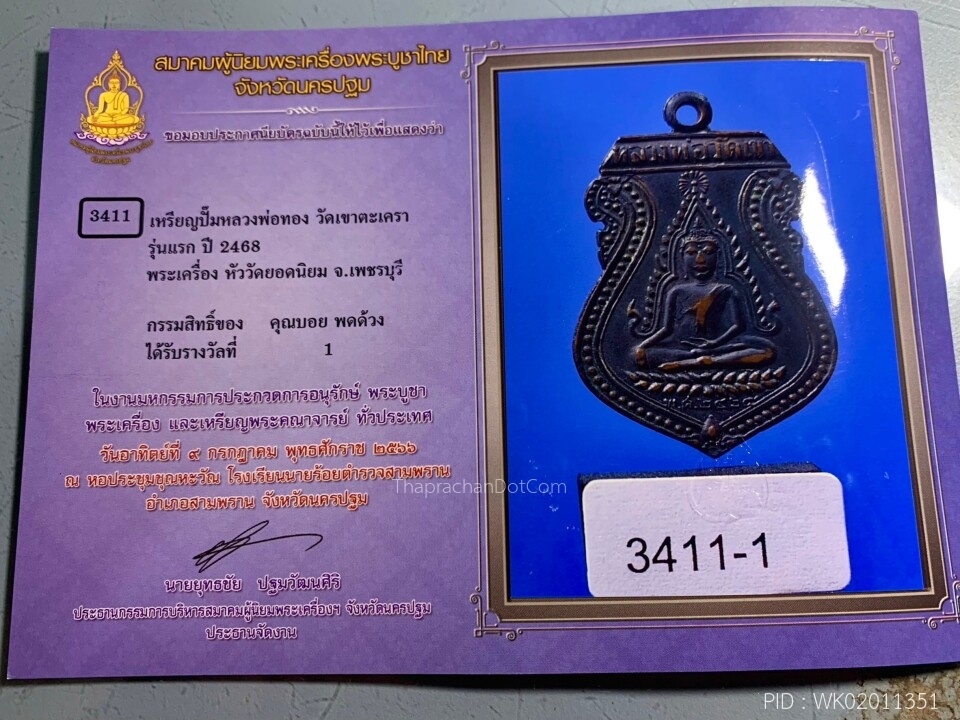 สมาคมผู้นิยมพระเครื่องพระบูชาไทย
จังหวัดนครปฐม
ขอมอบประกาศนียบัตรฉบับนี้ให้ไว้เพื่อแสดงว่า
3411
เหรียญปั๊มหลวงพ่อทอง วัดเขาตะเครา
รุ่นแรก ปี 2468
พระเครื่อง หัววัดยอดนิยม จ.เพชรบุรี
กรรมสิทธิ์ของ คุณบอย พดด้วง
ได้รับรางวัลที่ 1
ในงานมหกรรมการประกวดการอนุรักษ์ พระบูชา
พระเครื่อง และเหรียญพระคณาจารย์ ทั่วประเทศ
วันอาทิตย์ที่ ๙ กรกฎาคม พุทธศักราช ๒๕๖๖
ณ หอประชุมชุณหะวัณ โรงเรียนนายร้อยตำรวจสามพราน
อำเภอสามพราน จังหวัดนครปฐม
นายยุทธชัย ปฐมวัฒนศิริ
ประธานกรรมการบริหารสมาคมผู้นิยมพระเครื่องฯ จังหวัดนครปฐม
ประธานจัดงาน
3411-1
ThaprachanDotCom
PID : WK02011351